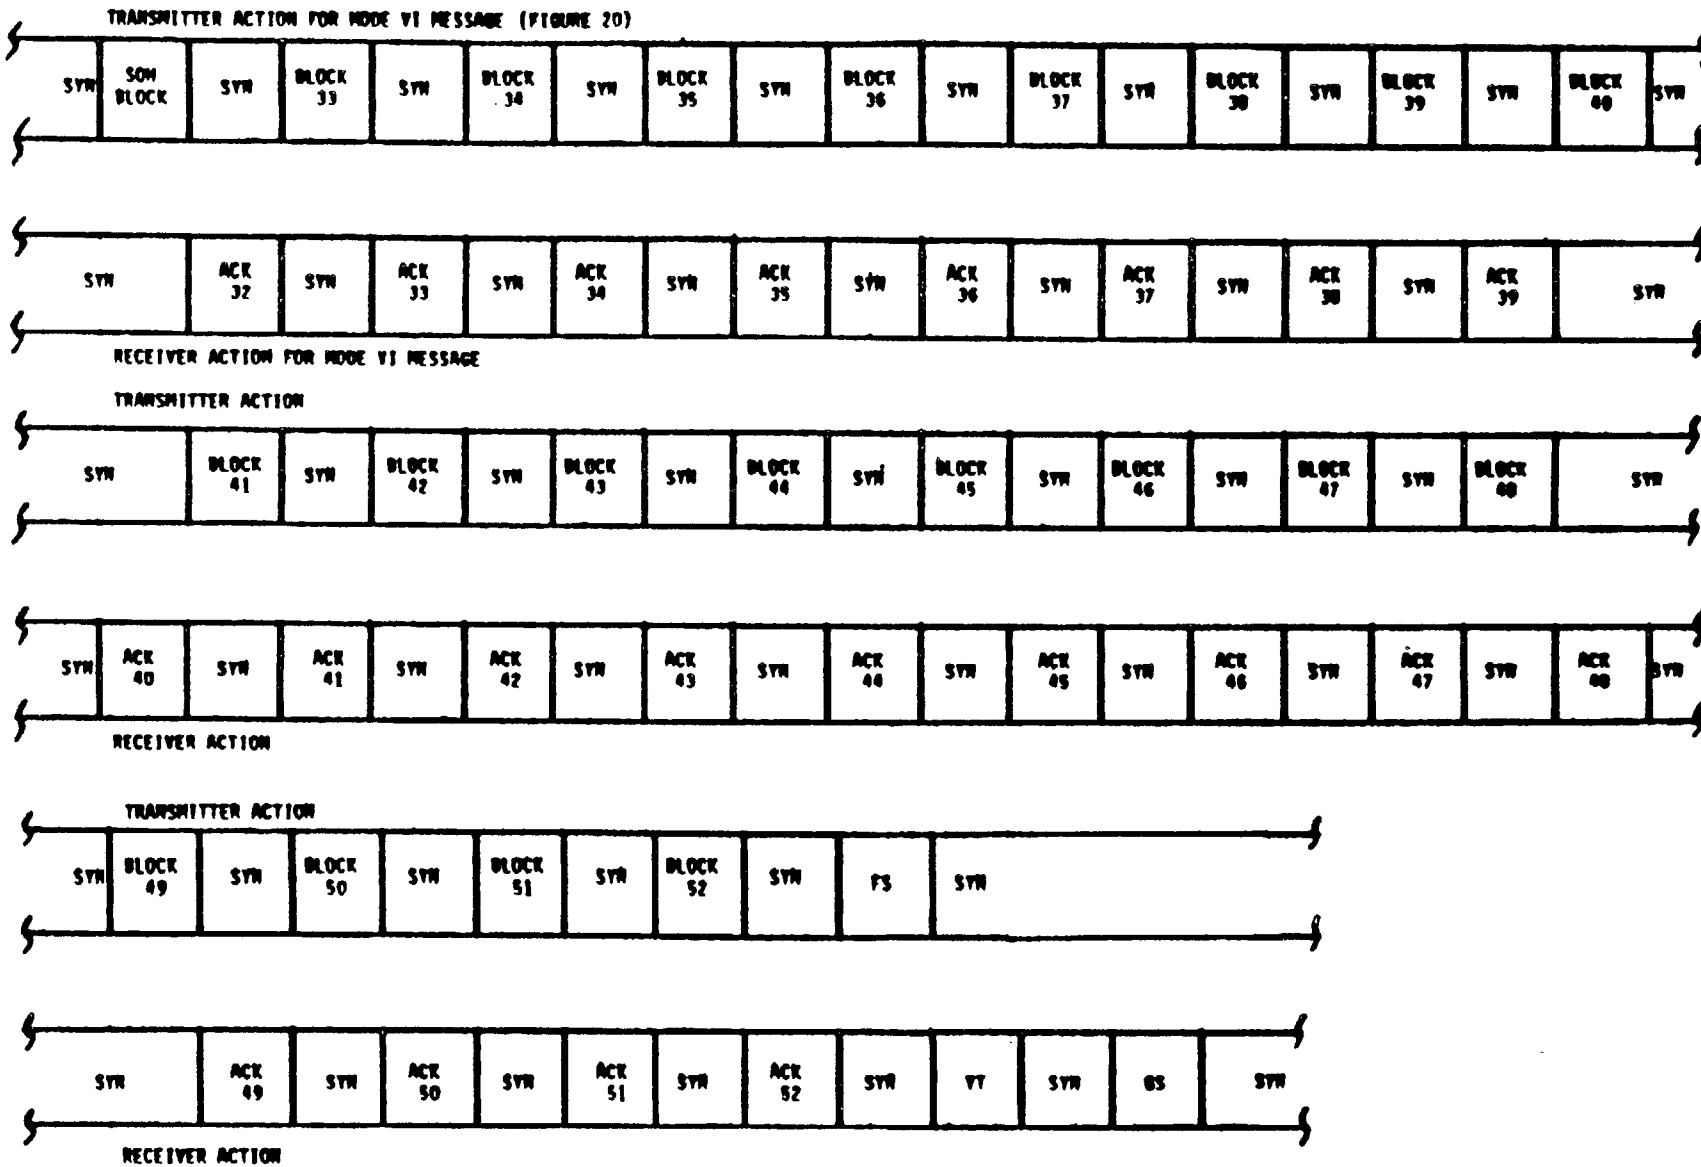 TRANSMITTER ACTION FOR MODE VI MESSAGE (FIGURE 20)
SYN SOM BLOCK SYN BLOCK 33 SYN BLOCK 34 SYN BLOCK 35 SYN BLOCK 36 SYN BLOCK 37 SYN BLOCK 38 SYN BLOCK 39 SYN BLOCK 40 SYN
SYN ACK 32 SYN ACK 33 SYN ACK 34 SYN ACK 35 SYN ACK 36 SYN ACK 37 SYN ACK 38 SYN ACK 39 SYN
RECEIVER ACTION FOR MODE VI MESSAGE
TRANSMITTER ACTION
SYN BLOCK 41 SYN BLOCK 42 SYN BLOCK 43 SYN BLOCK 44 SYN BLOCK 45 SYN BLOCK 46 SYN BLOCK 47 SYN BLOCK 48 SYN
SYN ACK 40 SYN ACK 41 SYN ACK 42 SYN ACK 43 SYN ACK 44 SYN ACK 45 SYN ACK 46 SYN ACK 47 SYN ACK 48 SYN
RECEIVER ACTION
TRANSMITTER ACTION
SYN BLOCK 49 SYN BLOCK 50 SYN BLOCK 51 SYN BLOCK 52 SYN FS SYN
SYN ACK 49 SYN ACK 50 SYN ACK 51 SYN ACK 52 SYN VT SYN GS SYN
RECEIVER ACTION